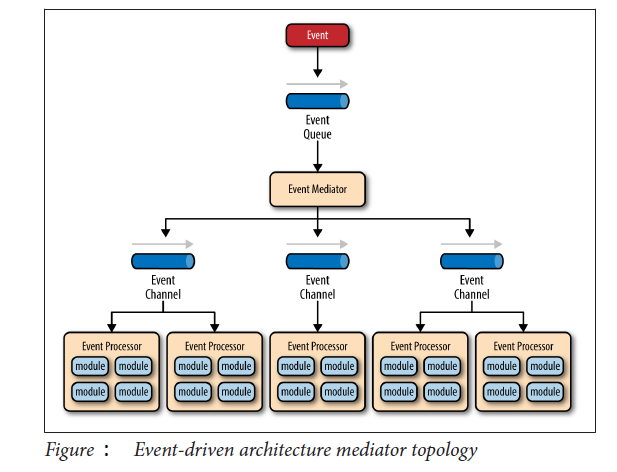 Event
Event
Queue
Event Mediator
Event
Channel
Event
Channel
Event
Channel
Event Processor
module module
module module
Event Processor
module module
module module
Event Processor
module module
module module
Event Processor
module module
module module
Event Processor
module module
module module
Figure : Event-driven architecture mediator topology